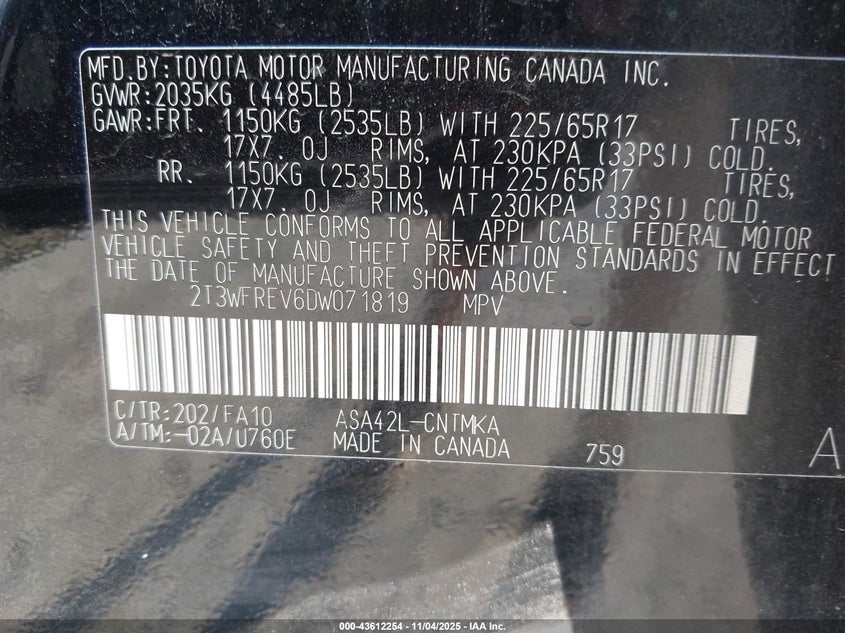 MFD.BY:TOYOTA MOTOR MANUFACTURING CANADA INC.
GVWR:2035KG (4485LB)
GAWR:FRT. 1150KG (2535LB) WITH 225/65R17 TIRES,
17X7. 0J RIMS, AT 230KPA (33PSI) COLD.
RR. 1150KG (2535LB) WITH 225/65R17 TIRES,
17X7. 0J RIMS, AT 230KPA (33PSI) COLD.
THIS VEHICLE CONFORMS TO ALL APPLICABLE FEDERAL MOTOR
VEHICLE SAFETY AND THEFT PREVENTION STANDARDS IN EFFECT
THE DATE OF MANUFACTURE SHOWN ABOVE.
2T3WFREV6DW071819 MPV
C/TR:202/FA10 ASA42L-CNTMKA
A/TM:-02A/U760E MADE IN CANADA 759 A
000-43612254 - 11/04/2025 - IAA Inc.